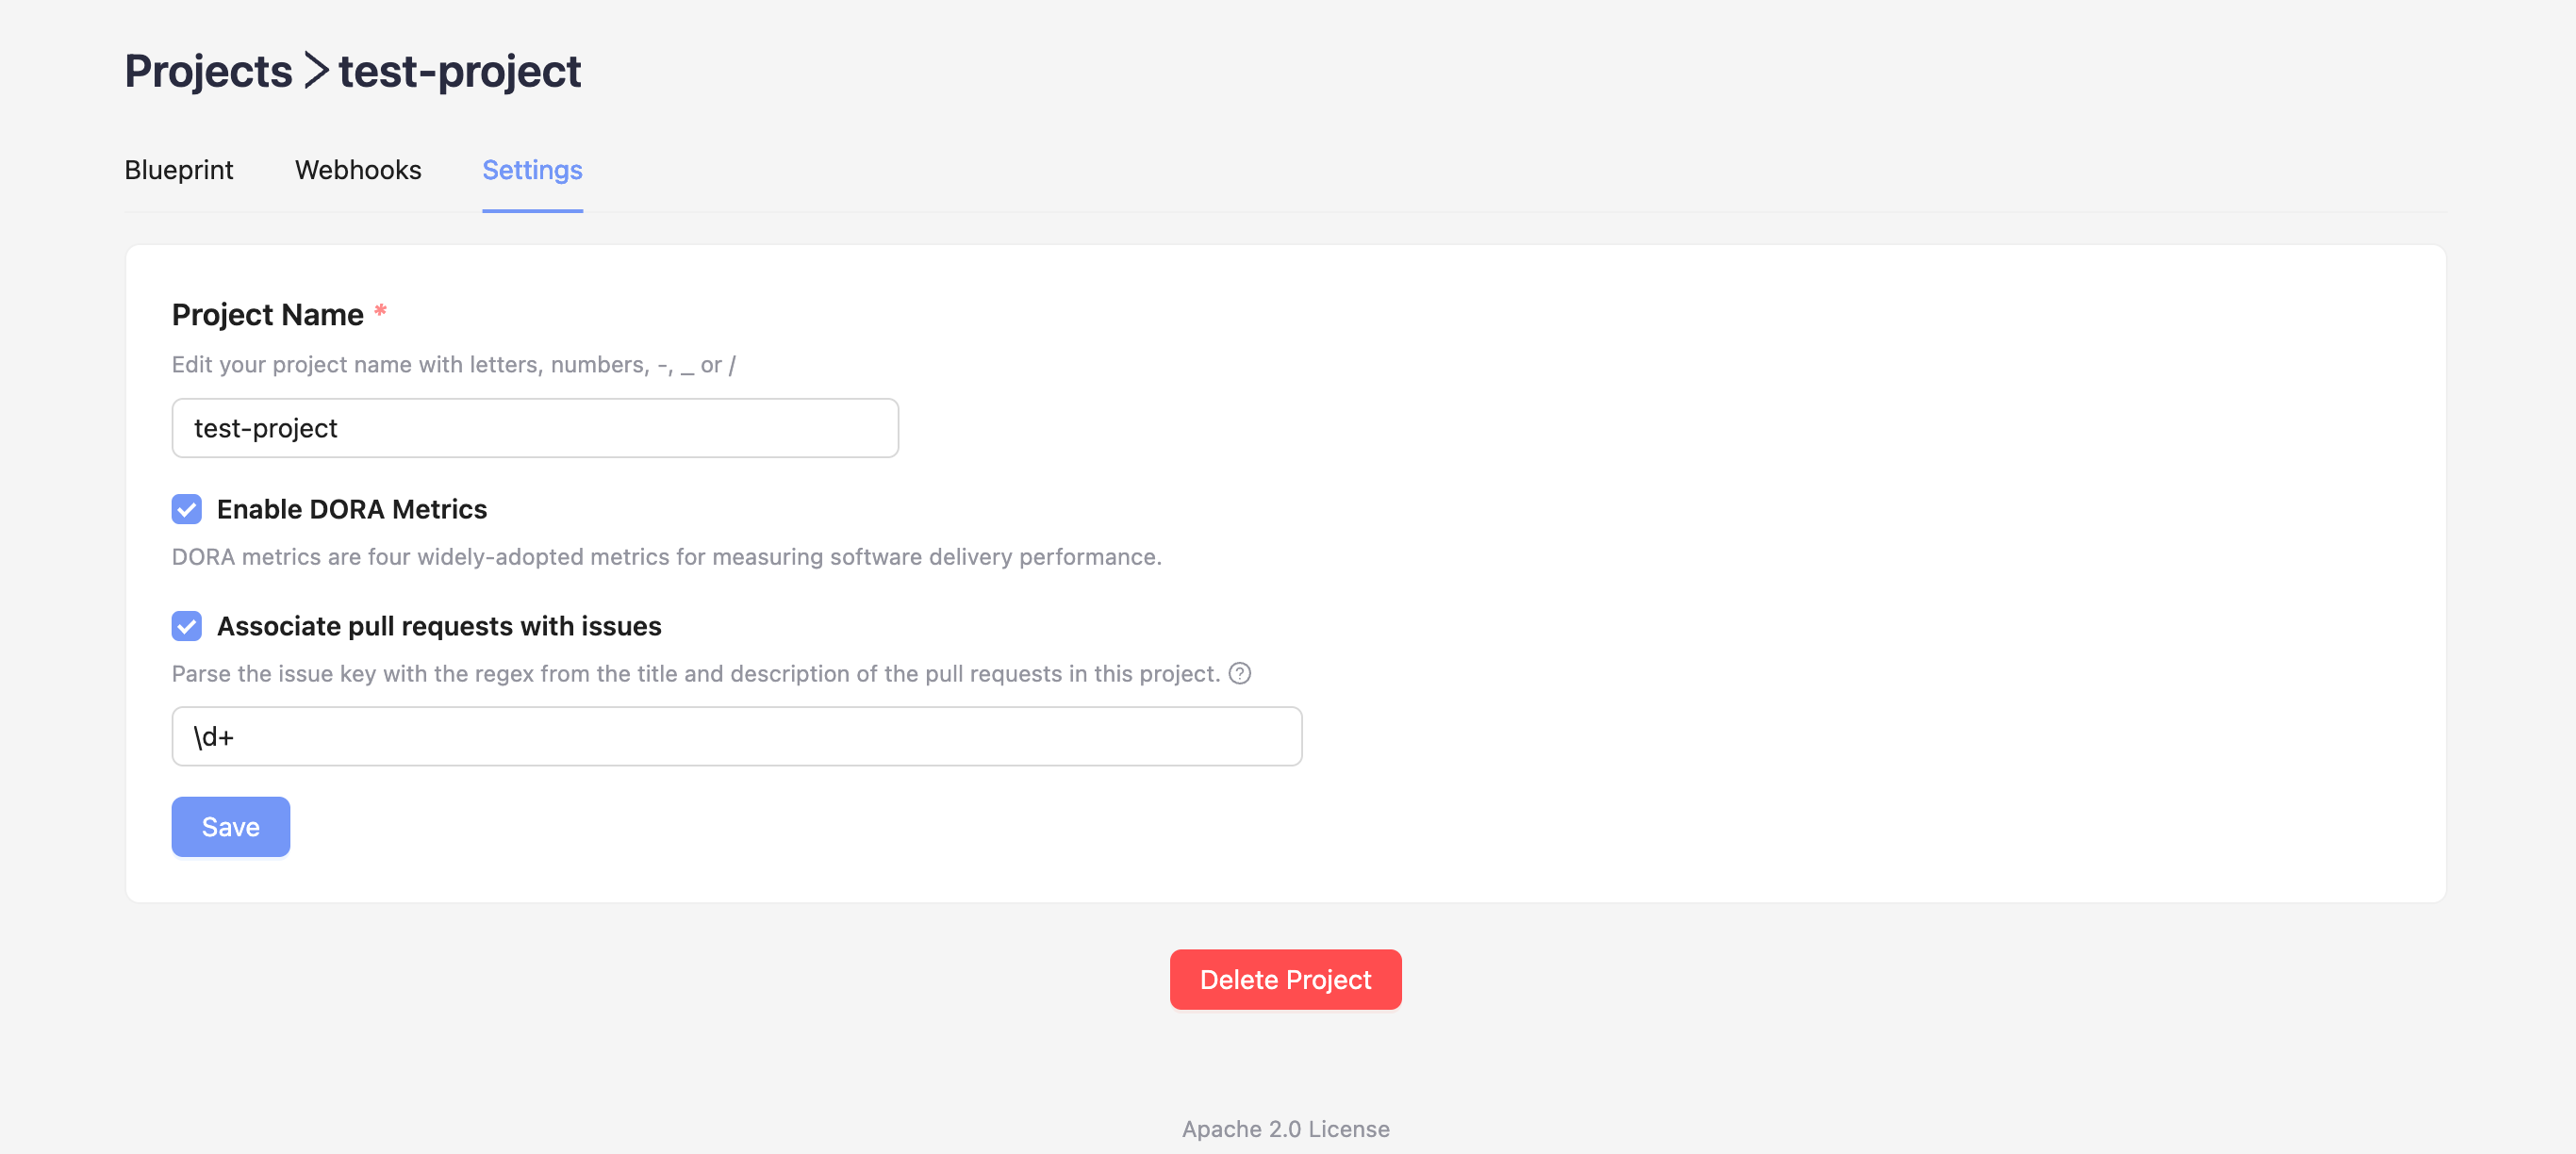 Projects > test-project
Blueprint Webhooks Settings
Project Name *
Edit your project name with letters, numbers, -, _ or /
test-project
Enable DORA Metrics
DORA metrics are four widely-adopted metrics for measuring software delivery performance.
Associate pull requests with issues
Parse the issue key with the regex from the title and description of the pull requests in this project. ?
\d+
Save
Delete Project
Apache 2.0 License